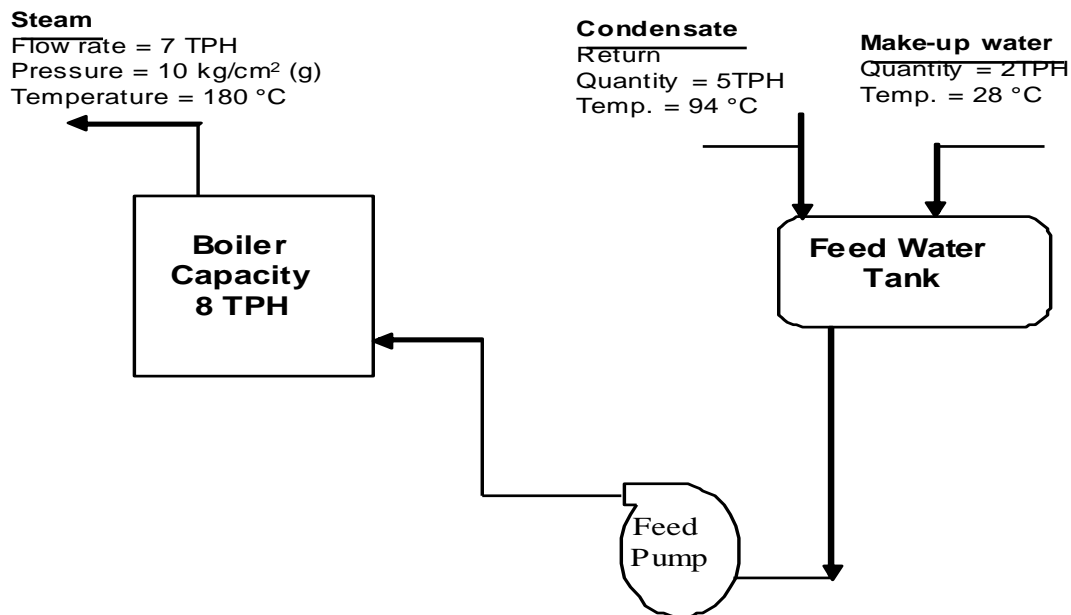 Steam
Flow rate = 7 TPH
Pressure = 10 kg/cm² (g)
Temperature = 180 °C
Condensate
Return
Quantity = 5TPH
Temp. = 94 °C
Make-up water
Quantity = 2TPH
Temp. = 28 °C
Boiler
Capacity
8 TPH
Feed Water
Tank
Feed
Pump